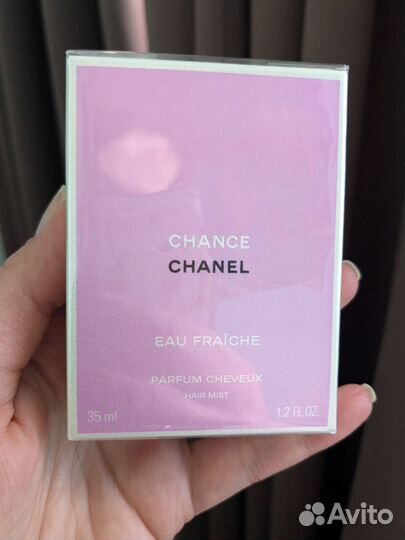 CHANCE
CHANEL
EAU FRAÎCHE
PARFUM CHEVEUX
HAIR MIST
35 ml 1.2 FL.OZ.
Avito